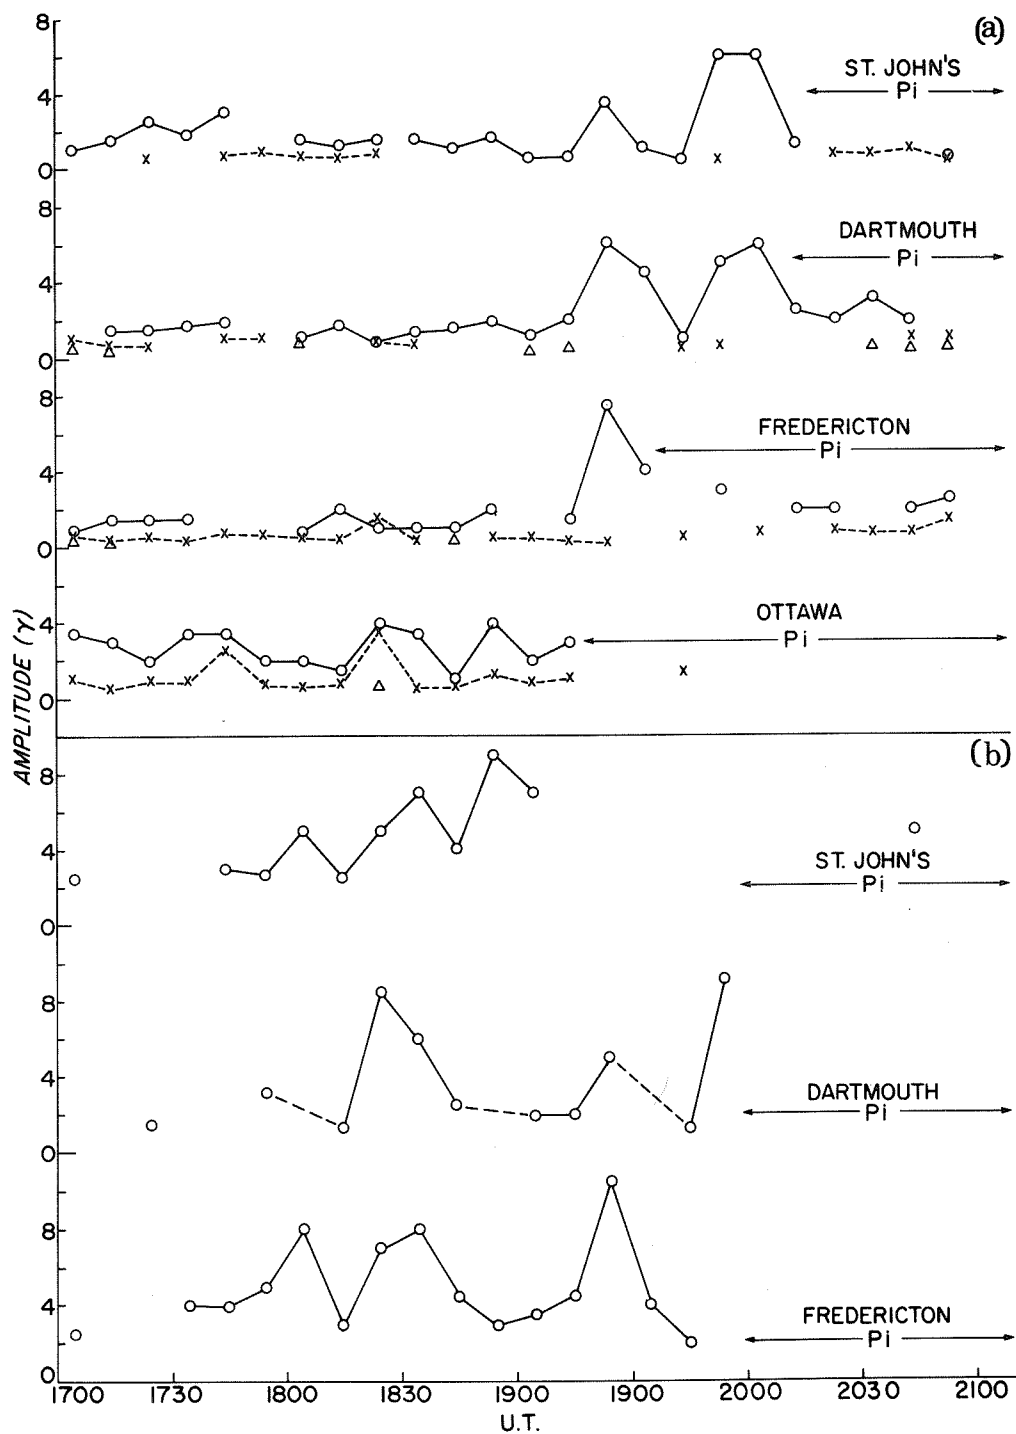 (a)
8
ST. JOHN'S
4
Pi
0
8
DARTMOUTH
Pi
4
0
8
FREDERICTON
Pi
4
0
OTTAWA
4
Pi
0
AMPLITUDE (γ)
(b)
8
4
ST. JOHN'S
Pi
0
8
4
DARTMOUTH
Pi
0
8
4
FREDERICTON
Pi
0
1700 1730 1800 1830 1900 1900 2000 2030 2100
U.T.